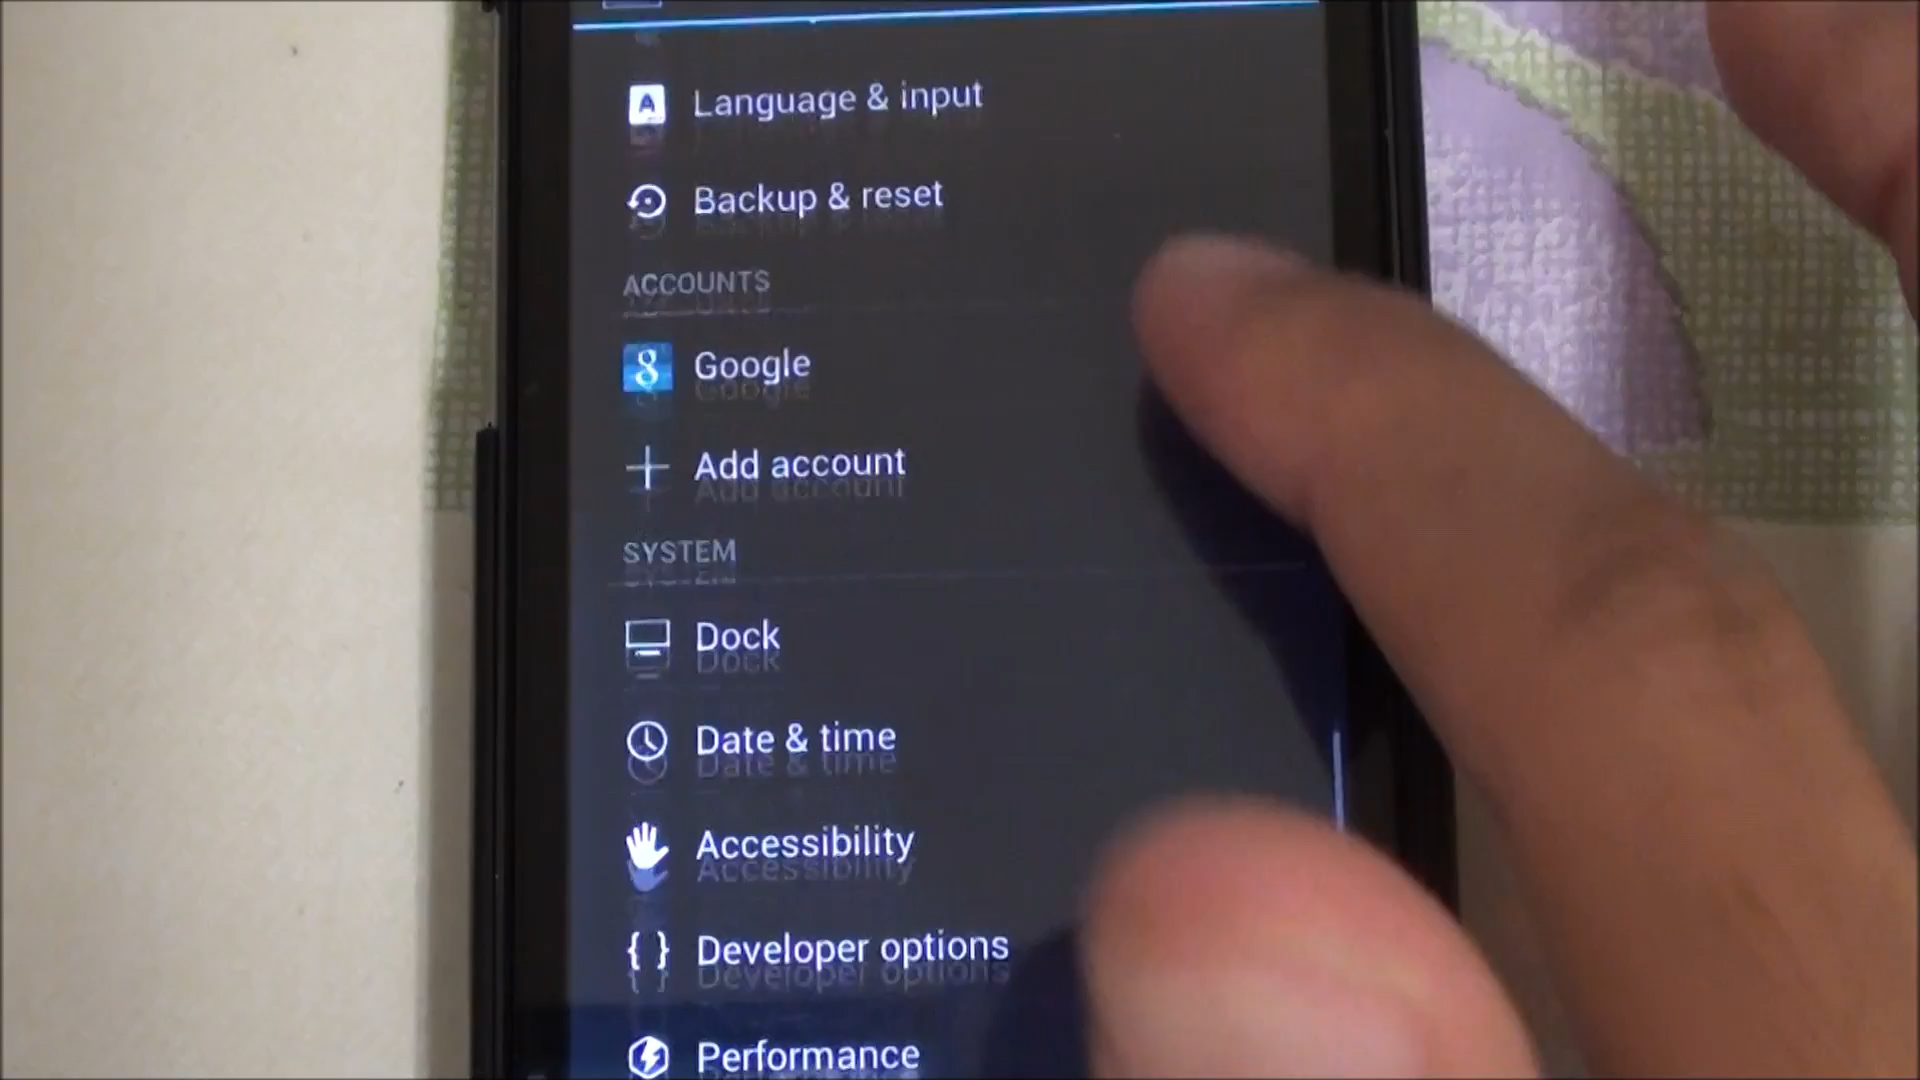 Language & input
Backup & reset
ACCOUNTS
Google
Add account
SYSTEM
Dock
Date & time
Accessibility
Developer options
Performance